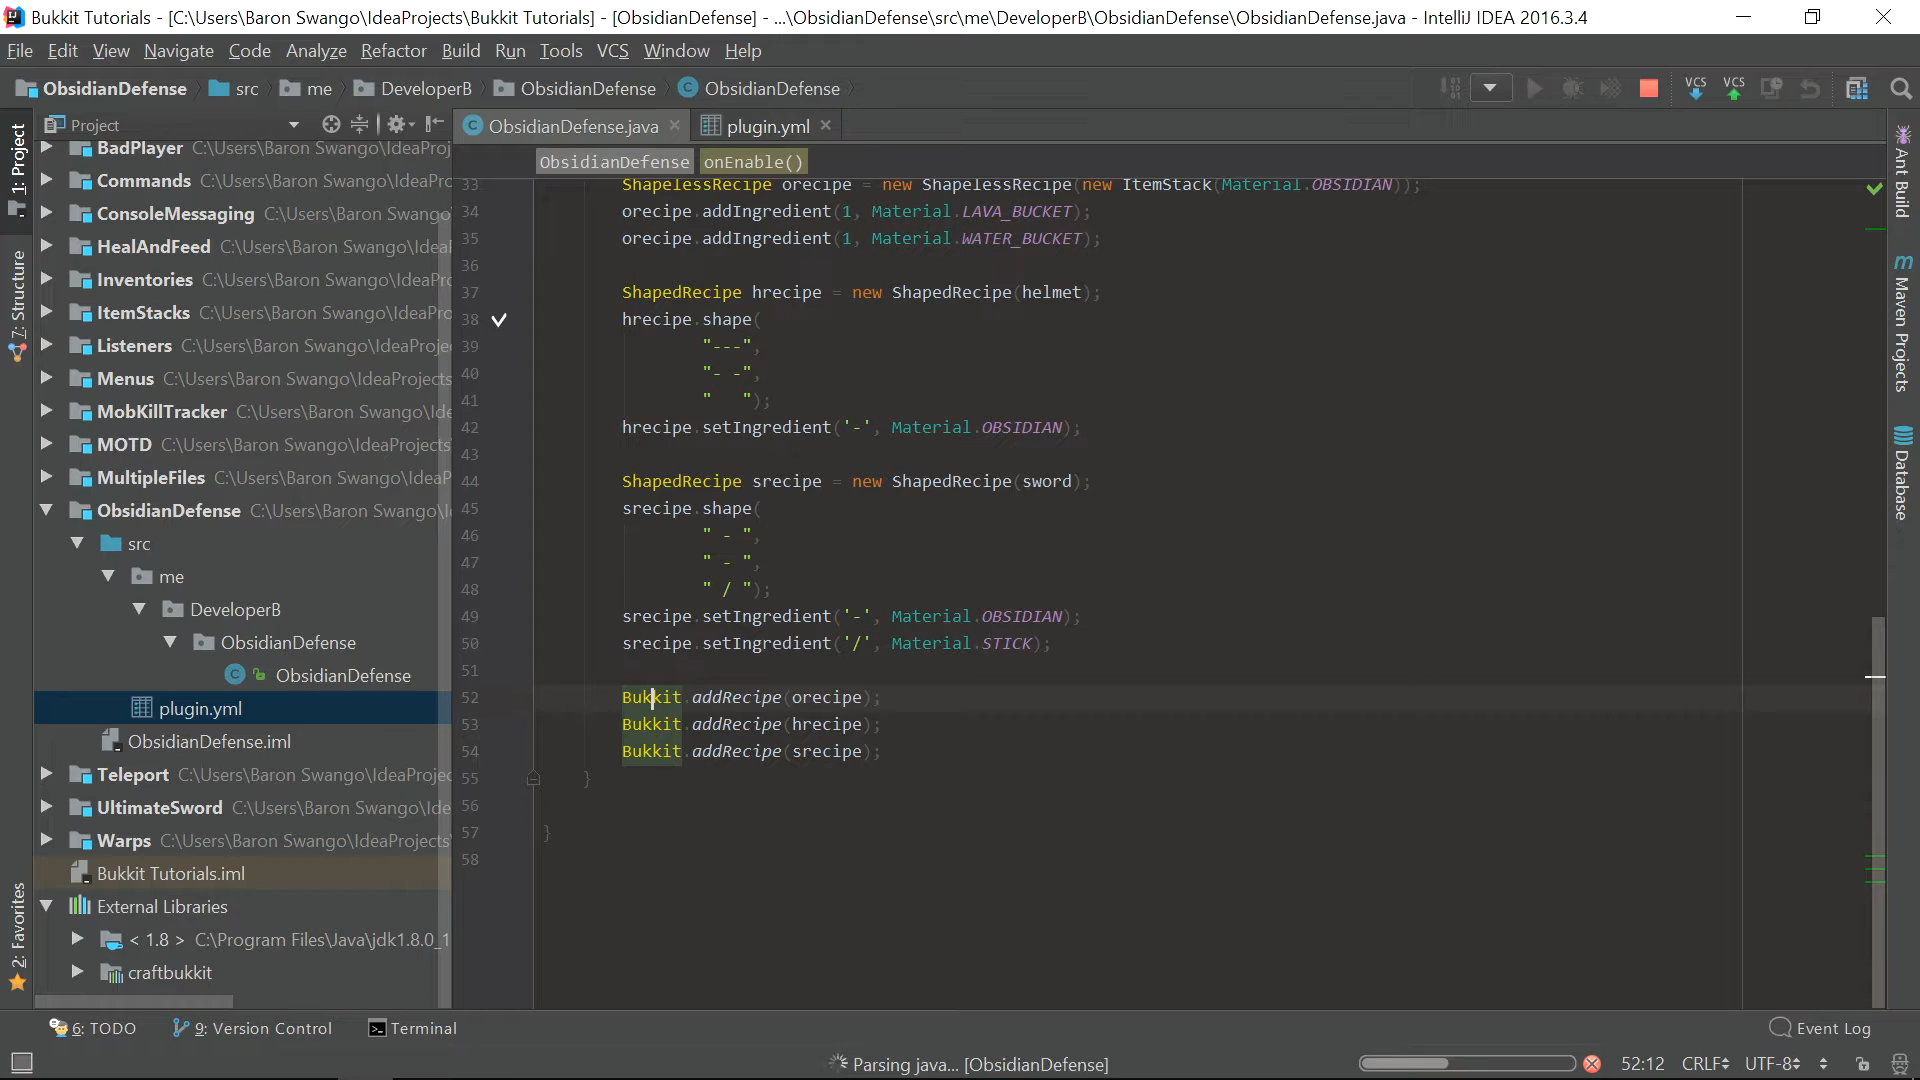 Bukkit Tutorials - [C:\Users\Baron Swango\IdeaProjects\Bukkit Tutorials] - [ObsidianDefense] - ...\ObsidianDefense\src\me\DeveloperB\ObsidianDefense\ObsidianDefense.java - IntelliJ IDEA 2016.3.4
File Edit View Navigate Code Analyze Refactor Build Run Tools VCS Window Help
ObsidianDefense src me DeveloperB ObsidianDefense ObsidianDefense
VCS VCS
1: Project
7: Structure
2: Favorites
Project
BadPlayer C:\Users\Baron Swango\IdeaProj
Commands C:\Users\Baron Swango\IdeaPro
ConsoleMessaging C:\Users\Baron Swang
HealAndFeed C:\Users\Baron Swango\Idea
Inventories C:\Users\Baron Swango\IdeaPr
ItemStacks C:\Users\Baron Swango\IdeaPro
Listeners C:\Users\Baron Swango\IdeaProje
Menus C:\Users\Baron Swango\IdeaProjects
MobKillTracker C:\Users\Baron Swango\Ide
MOTD C:\Users\Baron Swango\IdeaProjects
MultipleFiles C:\Users\Baron Swango\IdeaP
ObsidianDefense C:\Users\Baron Swango\I
src
me
DeveloperB
ObsidianDefense
ObsidianDefense
plugin.yml
ObsidianDefense.iml
Teleport C:\Users\Baron Swango\IdeaProjec
UltimateSword C:\Users\Baron Swango\Ide
Warps C:\Users\Baron Swango\IdeaProjects\
Bukkit Tutorials.iml
External Libraries
< 1.8 > C:\Program Files\Java\jdk1.8.0_1
craftbukkit
ObsidianDefense.java plugin.yml
ObsidianDefense onEnable()
33 ShapelessRecipe orecipe = new ShapelessRecipe(new ItemStack(Material.OBSIDIAN));
34 orecipe.addIngredient(1, Material.LAVA_BUCKET);
35 orecipe.addIngredient(1, Material.WATER_BUCKET);
36
37 ShapedRecipe hrecipe = new ShapedRecipe(helmet);
38 hrecipe.shape(
39 "---",
40 "- -",
41 "   ");
42 hrecipe.setIngredient('-', Material.OBSIDIAN);
43
44 ShapedRecipe srecipe = new ShapedRecipe(sword);
45 srecipe.shape(
46 " - ",
47 " - ",
48 " / ");
49 srecipe.setIngredient('-', Material.OBSIDIAN);
50 srecipe.setIngredient('/', Material.STICK);
51
52 Bukkit.addRecipe(orecipe);
53 Bukkit.addRecipe(hrecipe);
54 Bukkit.addRecipe(srecipe);
55 }
56
57 }
58
Ant Build
Maven Projects
Database
6: TODO 9: Version Control Terminal Event Log
Parsing java... [ObsidianDefense] 52:12 CRLF UTF-8